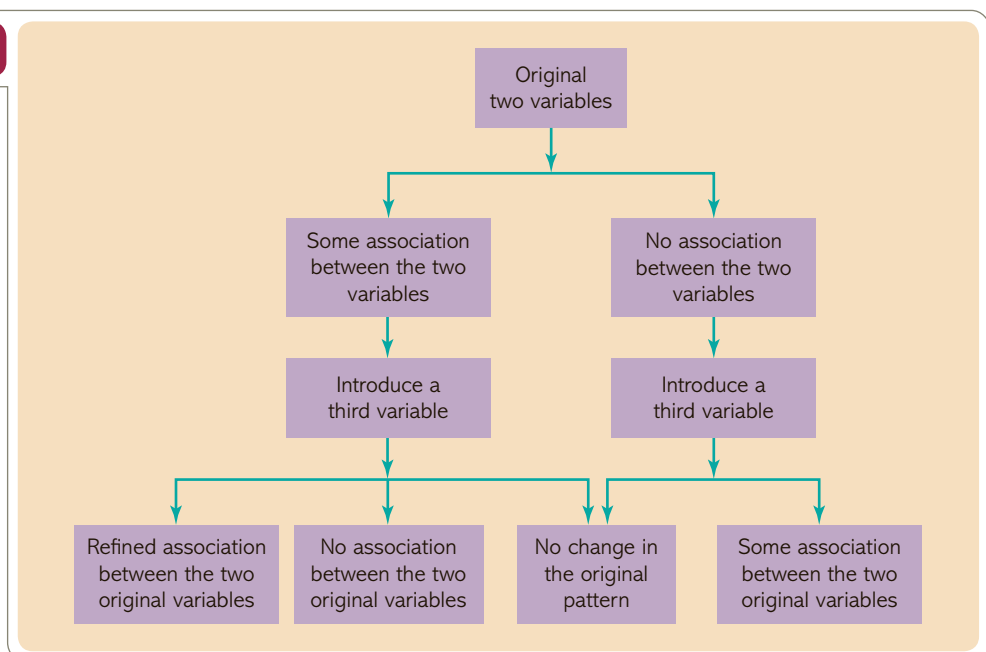 Original
two variables
Some association
between the two
variables
No association
between the two
variables
Introduce a
third variable
Introduce a
third variable
Refined association
between the two
original variables
No association
between the two
original variables
No change in
the original
pattern
Some association
between the two
original variables